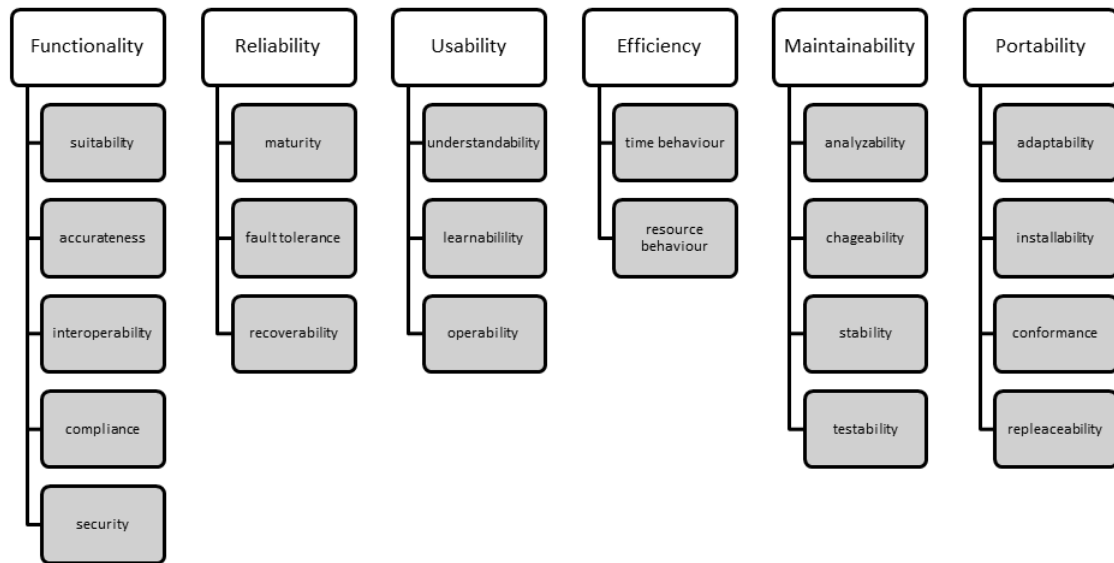 Functionality
suitability
accurateness
interoperability
compliance
security
Reliability
maturity
fault tolerance
recoverability
Usability
understandability
learnabilility
operability
Efficiency
time behaviour
resource
behaviour
Maintainability
analyzability
chageability
stability
testability
Portability
adaptability
installability
conformance
repleaceability